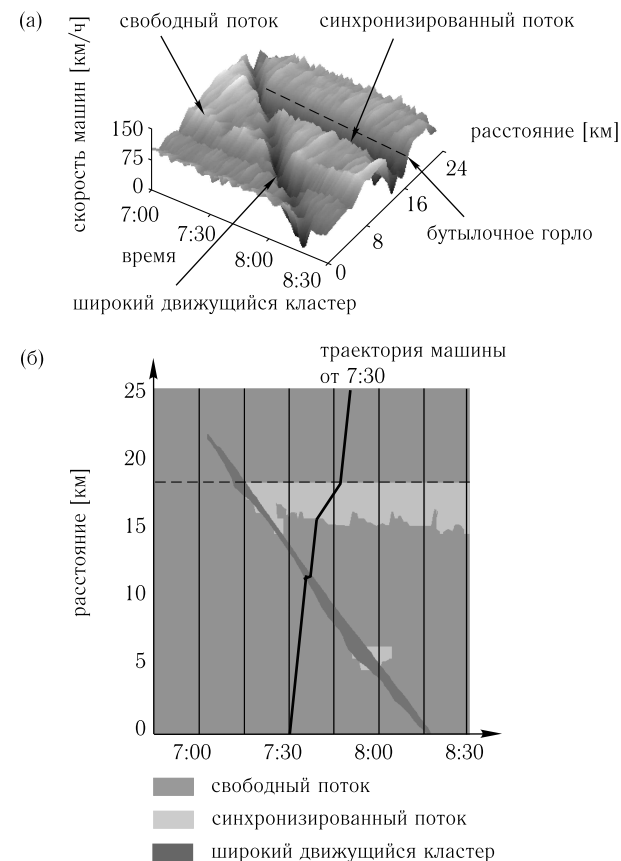 (а)
свободный поток
синхронизированный поток
скорость машин [км/ч]
150
75
0
7:00
7:30
8:00
8:30
время
0
8
16
24
расстояние [км]
бутылочное горло
широкий движущийся кластер
(б)
траектория машины
от 7:30
25
20
15
10
5
0
расстояние [км]
7:00 7:30 8:00 8:30
свободный поток
синхронизированный поток
широкий движущийся кластер